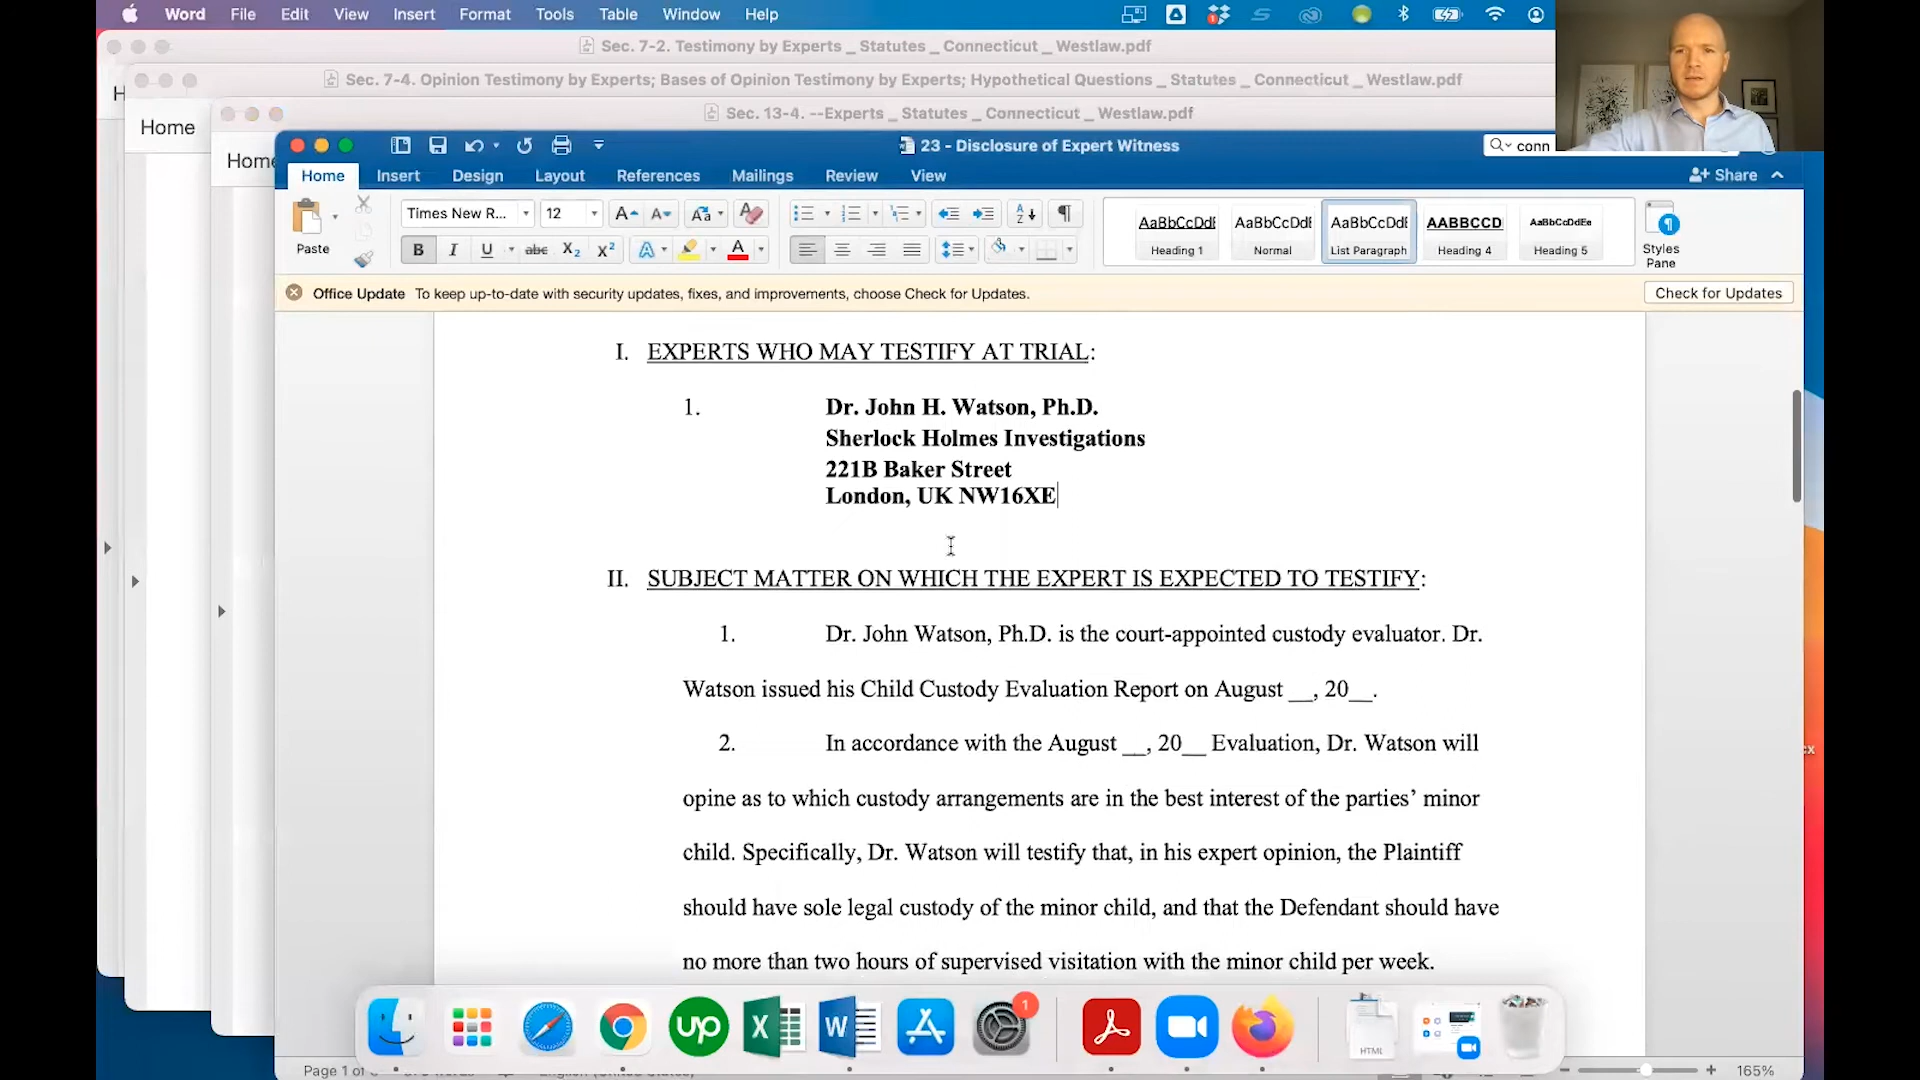 Word File Edit View Insert Format Tools Table Window Help
Sec. 7-2. Testimony by Experts _ Statutes _ Connecticut _ Westlaw.pdf
Sec. 7-4. Opinion Testimony by Experts; Bases of Opinion Testimony by Experts; Hypothetical Questions _ Statutes _ Connecticut _ Westlaw.pdf
Sec. 13-4. --Experts _ Statutes _ Connecticut _ Westlaw.pdf
Home
Home
23 - Disclosure of Expert Witness
conn
Home Insert Design Layout References Mailings Review View
Share
Times New R... 12
Paste
AaBbCcDdE AaBbCcDdE AaBbCcDdE AABBCCD AaBbCcDdEe
Heading 1 Normal List Paragraph Heading 4 Heading 5
Styles
Pane
Office Update To keep up-to-date with security updates, fixes, and improvements, choose Check for Updates.
Check for Updates
I. EXPERTS WHO MAY TESTIFY AT TRIAL:
1. Dr. John H. Watson, Ph.D.
Sherlock Holmes Investigations
221B Baker Street
London, UK NW16XE
II. SUBJECT MATTER ON WHICH THE EXPERT IS EXPECTED TO TESTIFY:
1. Dr. John Watson, Ph.D. is the court-appointed custody evaluator. Dr.
Watson issued his Child Custody Evaluation Report on August __, 20__.
2. In accordance with the August __, 20__ Evaluation, Dr. Watson will
opine as to which custody arrangements are in the best interest of the parties’ minor
child. Specifically, Dr. Watson will testify that, in his expert opinion, the Plaintiff
should have sole legal custody of the minor child, and that the Defendant should have
no more than two hours of supervised visitation with the minor child per week.
up
X
W
1
HTML
Page 1 of
165%